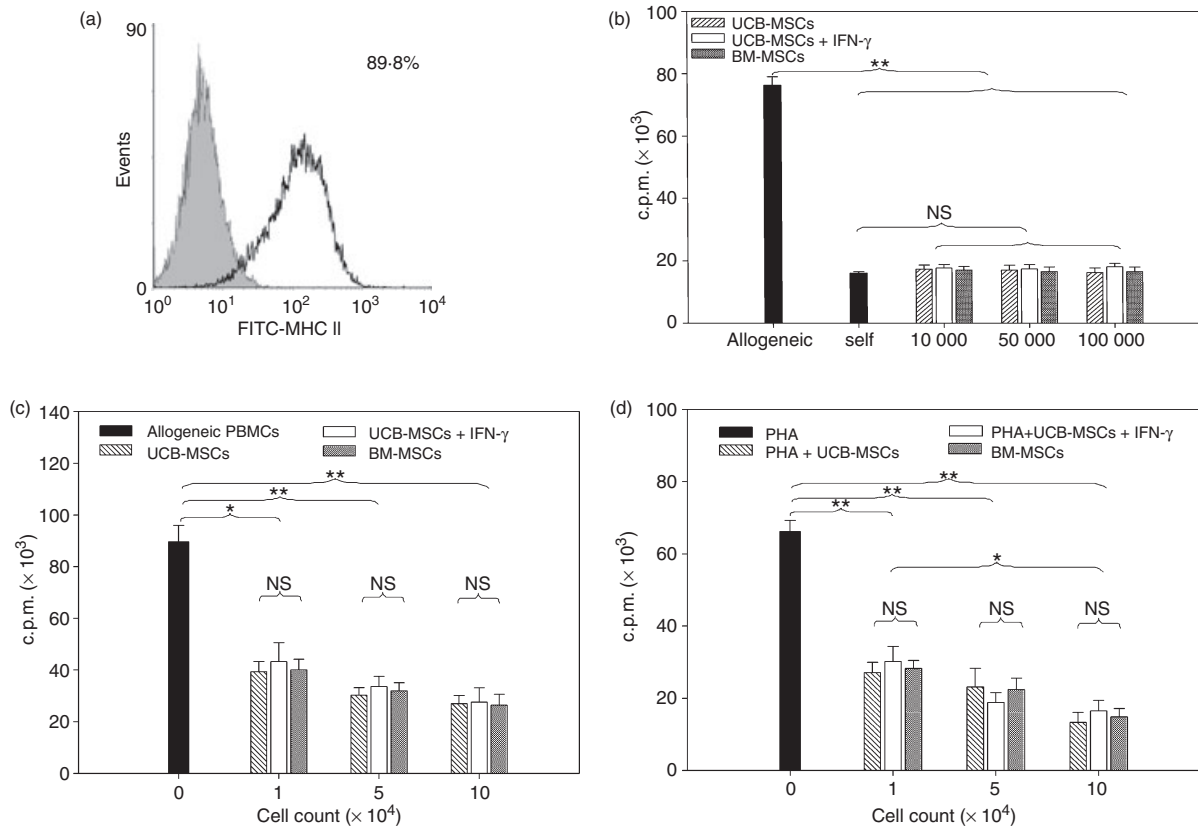 (a)
90
89·8%
Events
0
10^0 10^1 10^2 10^3 10^4
FITC-MHC II
(b)
100
UCB-MSCs
UCB-MSCs + IFN-γ
BM-MSCs
**
80
60
c.p.m. (× 10^3)
40
NS
20
0
Allogeneic self 10 000 50 000 100 000
(c)
140
Allogeneic PBMCs UCB-MSCs + IFN-γ
UCB-MSCs BM-MSCs
120
**
**
*
100
80
c.p.m. (× 10^3)
NS NS NS
60
40
20
0
0 1 5 10
Cell count (× 10^4)
(d)
100
PHA PHA+UCB-MSCs + IFN-γ
PHA + UCB-MSCs BM-MSCs
80
**
**
**
60
c.p.m. (× 10^3)
*
NS NS NS
40
20
0
0 1 5 10
Cell count (× 10^4)